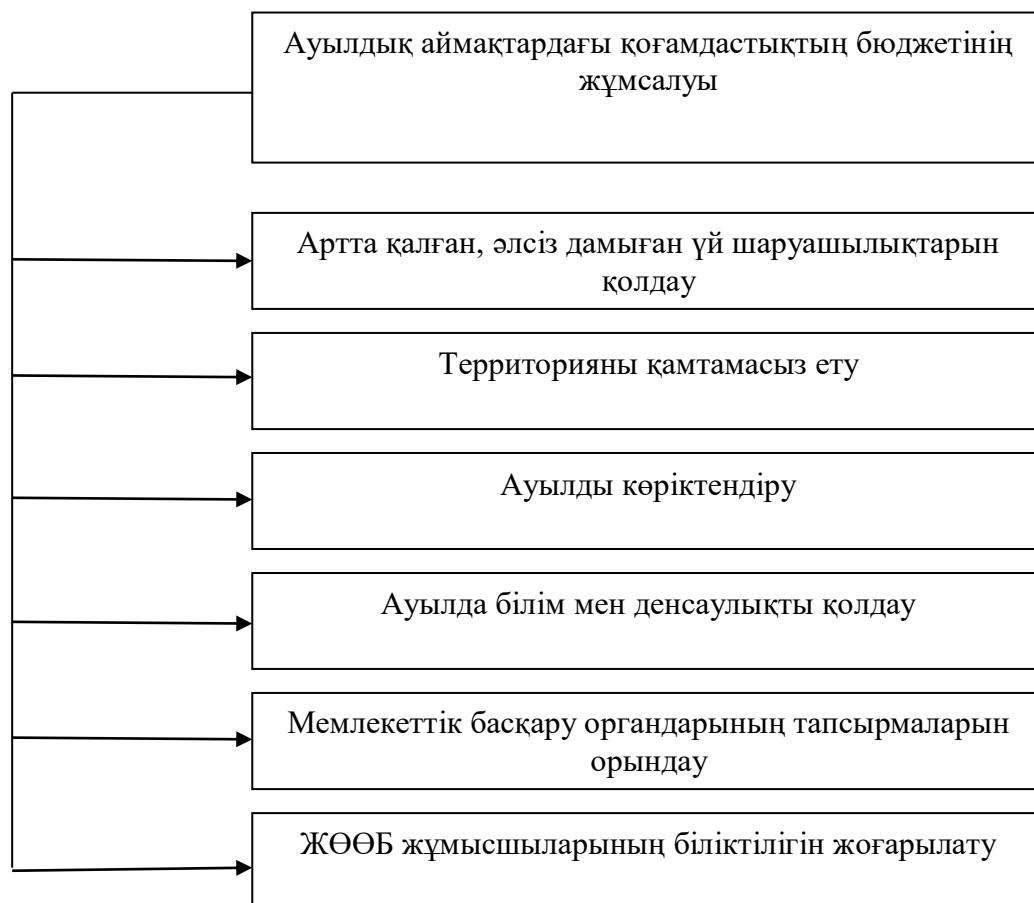 Ауылдық аймақтардағы қоғамдастықтың бюджетінің
жұмсалуы
Артта қалған, әлсіз дамыған үй шаруашылықтарын
қолдау
Территорияны қамтамасыз ету
Ауылды көріктендіру
Ауылда білім мен денсаулықты қолдау
Мемлекеттік басқару органдарының тапсырмаларын
орындау
ЖӨӨБ жұмысшыларының біліктілігін жоғарылату